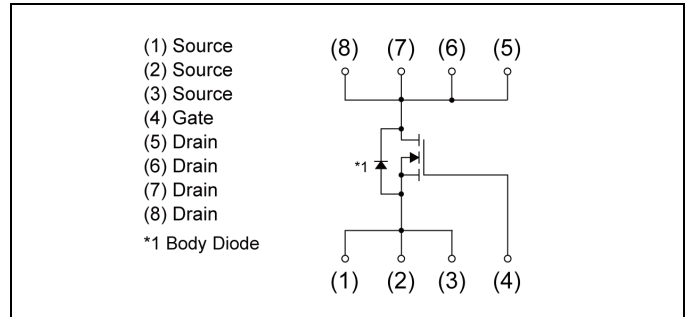 (1) Source
(2) Source
(3) Source
(4) Gate
(5) Drain
(6) Drain
(7) Drain
(8) Drain
*1 Body Diode
(8) (7) (6) (5)
*1
(1) (2) (3) (4)